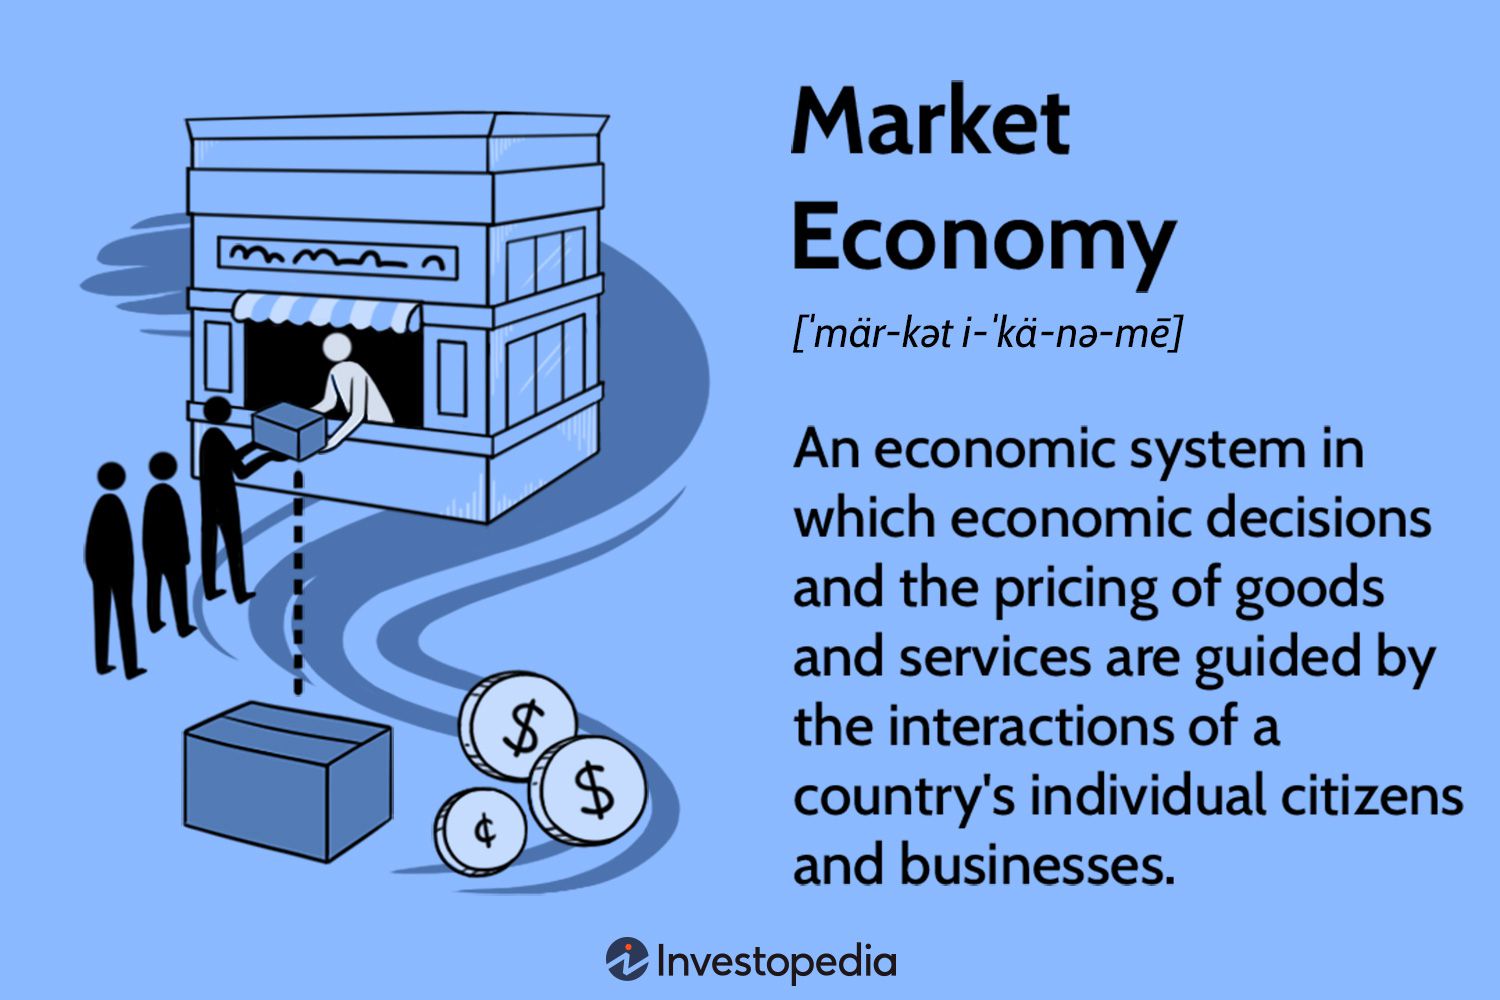 Market
Economy
[ˈmär-kət i-ˈkä-nə-mē]
An economic system in
which economic decisions
and the pricing of goods
and services are guided by
the interactions of a
country's individual citizens
and businesses.
$
$
¢
Investopedia